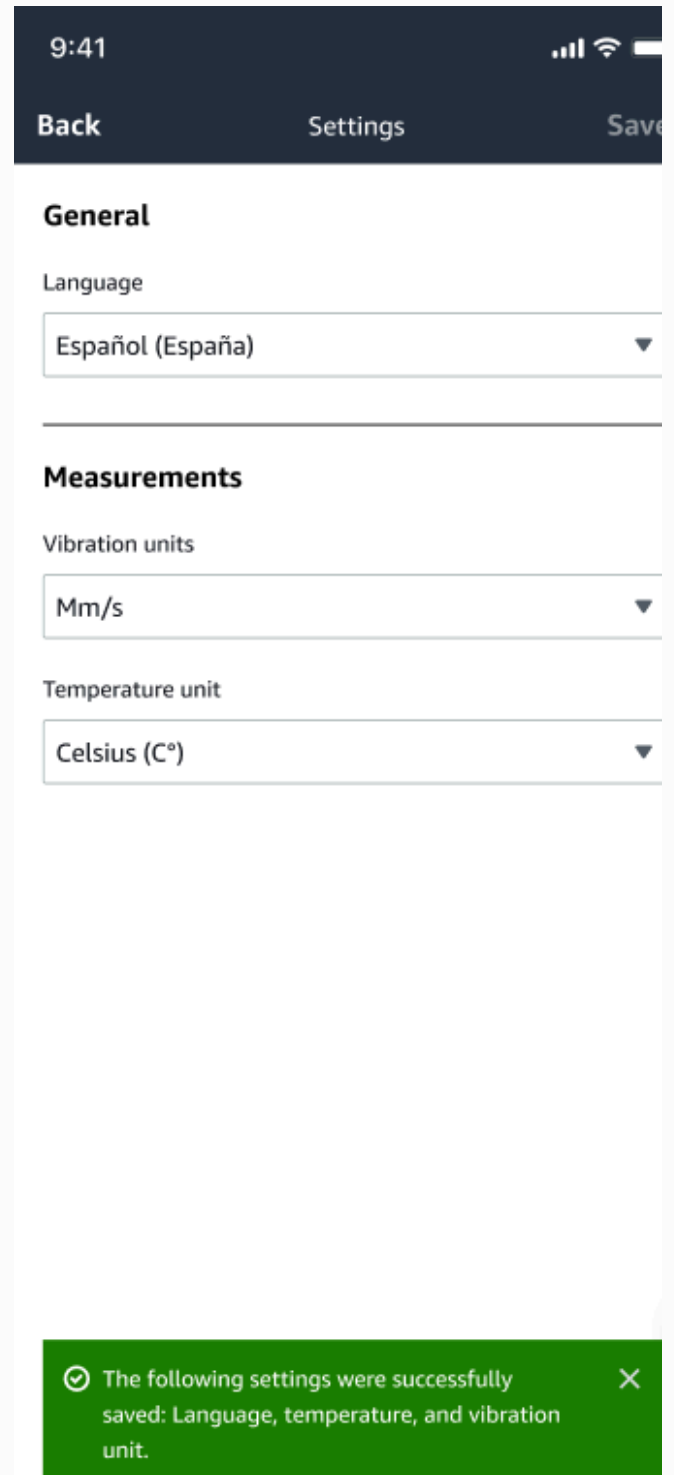 9:41
Back Settings Save
General
Language
Español (España)
Measurements
Vibration units
Mm/s
Temperature unit
Celsius (C°)
The following settings were successfully
saved: Language, temperature, and vibration
unit.